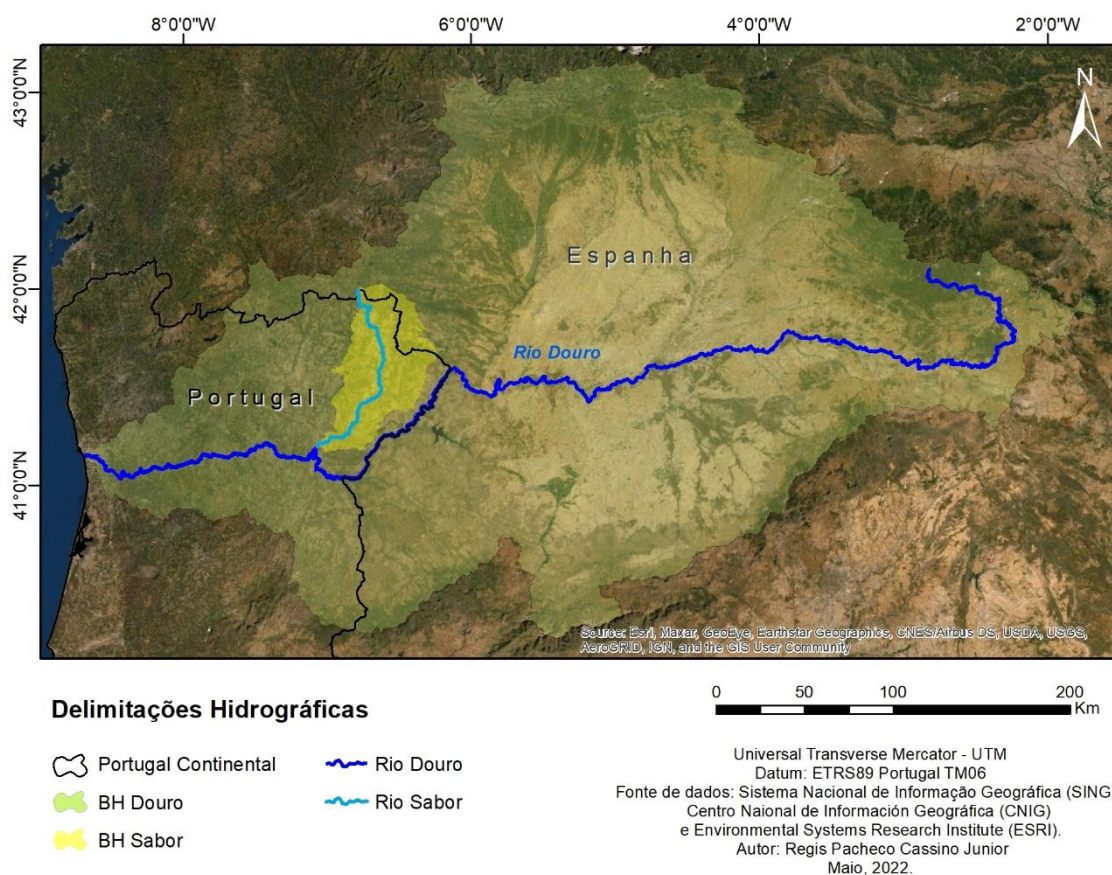 8°0'0"W 6°0'0"W 4°0'0"W 2°0'0"W
43°0'0"N
42°0'0"N
41°0'0"N
N
Espanha
Rio Douro
Portugal
Source: Esri, Maxar, GeoEye, Earthstar Geographics, CNES/Airbus DS, USDA, USGS,
AeroGRID, IGN, and the GIS User Community
Delimitações Hidrográficas
Portugal Continental
BH Douro
BH Sabor
Rio Douro
Rio Sabor
0 50 100 200
Km
Universal Transverse Mercator - UTM
Datum: ETRS89 Portugal TM06
Fonte de dados: Sistema Nacional de Informação Geográfica (SING
Centro Naional de Información Geográfica (CNIG)
e Environmental Systems Research Institute (ESRI).
Autor: Regis Pacheco Cassino Junior
Maio, 2022.